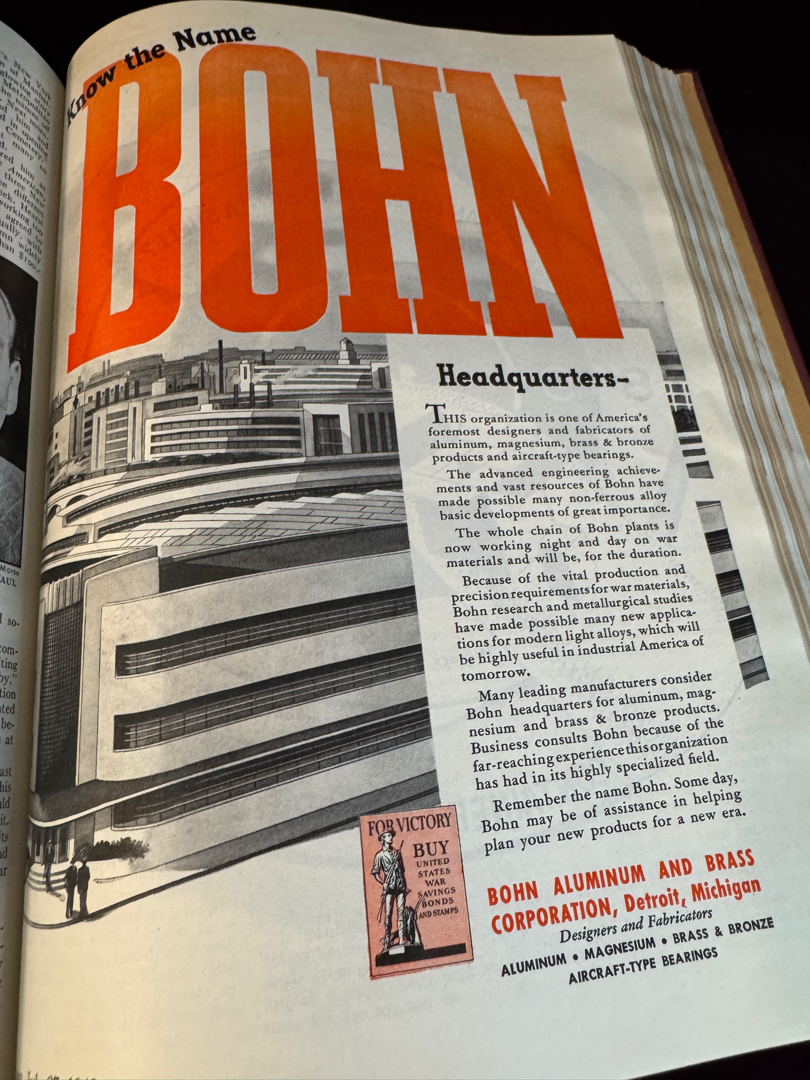 Know the Name
BOHN
Headquarters—
THIS organization is one of America's
foremost designers and fabricators of
aluminum, magnesium, brass & bronze
products and aircraft-type bearings.
The advanced engineering achieve-
ments and vast resources of Bohn have
made possible many non-ferrous alloy
basic developments of great importance.
The whole chain of Bohn plants is
now working night and day on war
materials and will be, for the duration.
Because of the vital production and
precision requirements for war materials,
Bohn research and metallurgical studies
have made possible many new applica-
tions for modern light alloys, which will
be highly useful in industrial America of
tomorrow.
Many leading manufacturers consider
Bohn headquarters for aluminum, mag-
nesium and brass & bronze products.
Business consults Bohn because of the
far-reaching experience this organization
has had in its highly specialized field.
Remember the name Bohn. Some day,
Bohn may be of assistance in helping
plan your new products for a new era.
FOR VICTORY
BUY
UNITED
STATES
WAR
SAVINGS
BONDS
AND STAMPS
BOHN ALUMINUM AND BRASS
CORPORATION, Detroit, Michigan
Designers and Fabricators
ALUMINUM • MAGNESIUM • BRASS & BRONZE
AIRCRAFT-TYPE BEARINGS